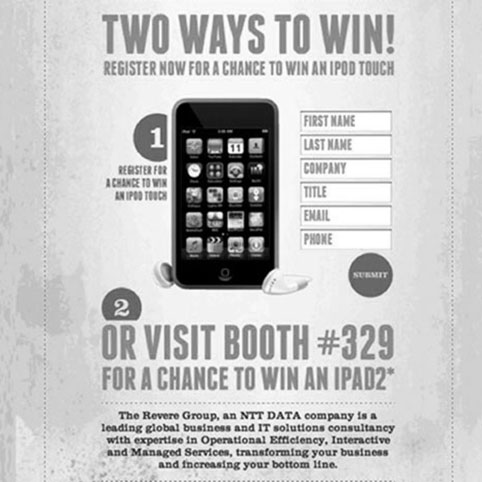 TWO WAYS TO WIN!
REGISTER NOW FOR A CHANCE TO WIN AN IPOD TOUCH
1
REGISTER FOR
A CHANCE TO WIN
AN IPOD TOUCH
FIRST NAME
LAST NAME
COMPANY
TITLE
EMAIL
PHONE
SUBMIT
2
OR VISIT BOOTH #329
FOR A CHANCE TO WIN AN IPAD2*
The Revere Group, an NTT DATA company is a
leading global business and IT solutions consultancy
with expertise in Operational Efficiency, Interactive
and Managed Services, transforming your business
and increasing your bottom line.